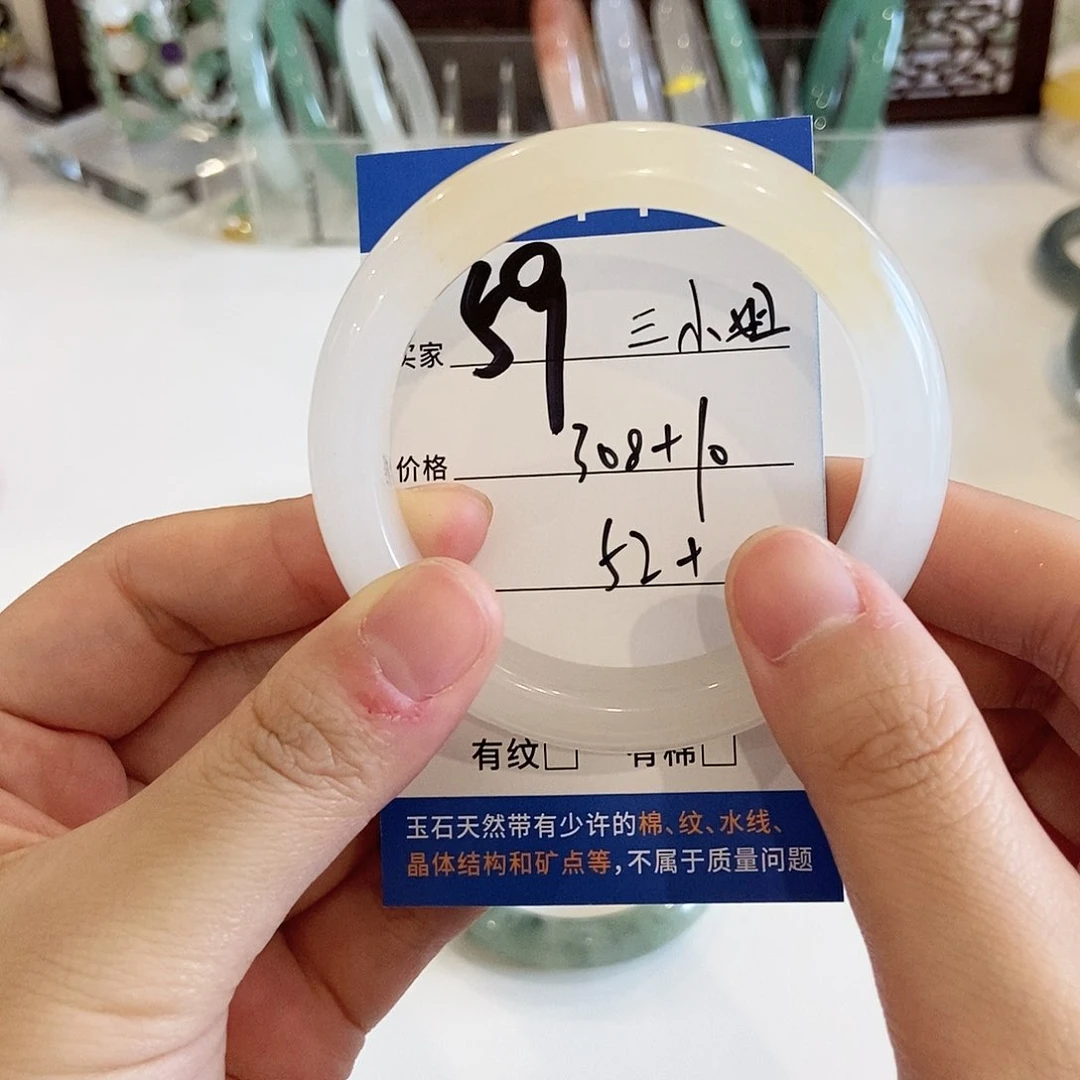 59
买家 三小姐
价格 308+10
52+
有纹□ 有棉□
玉石天然带有少许的棉、纹、水线、
晶体结构和矿点等,不属于质量问题